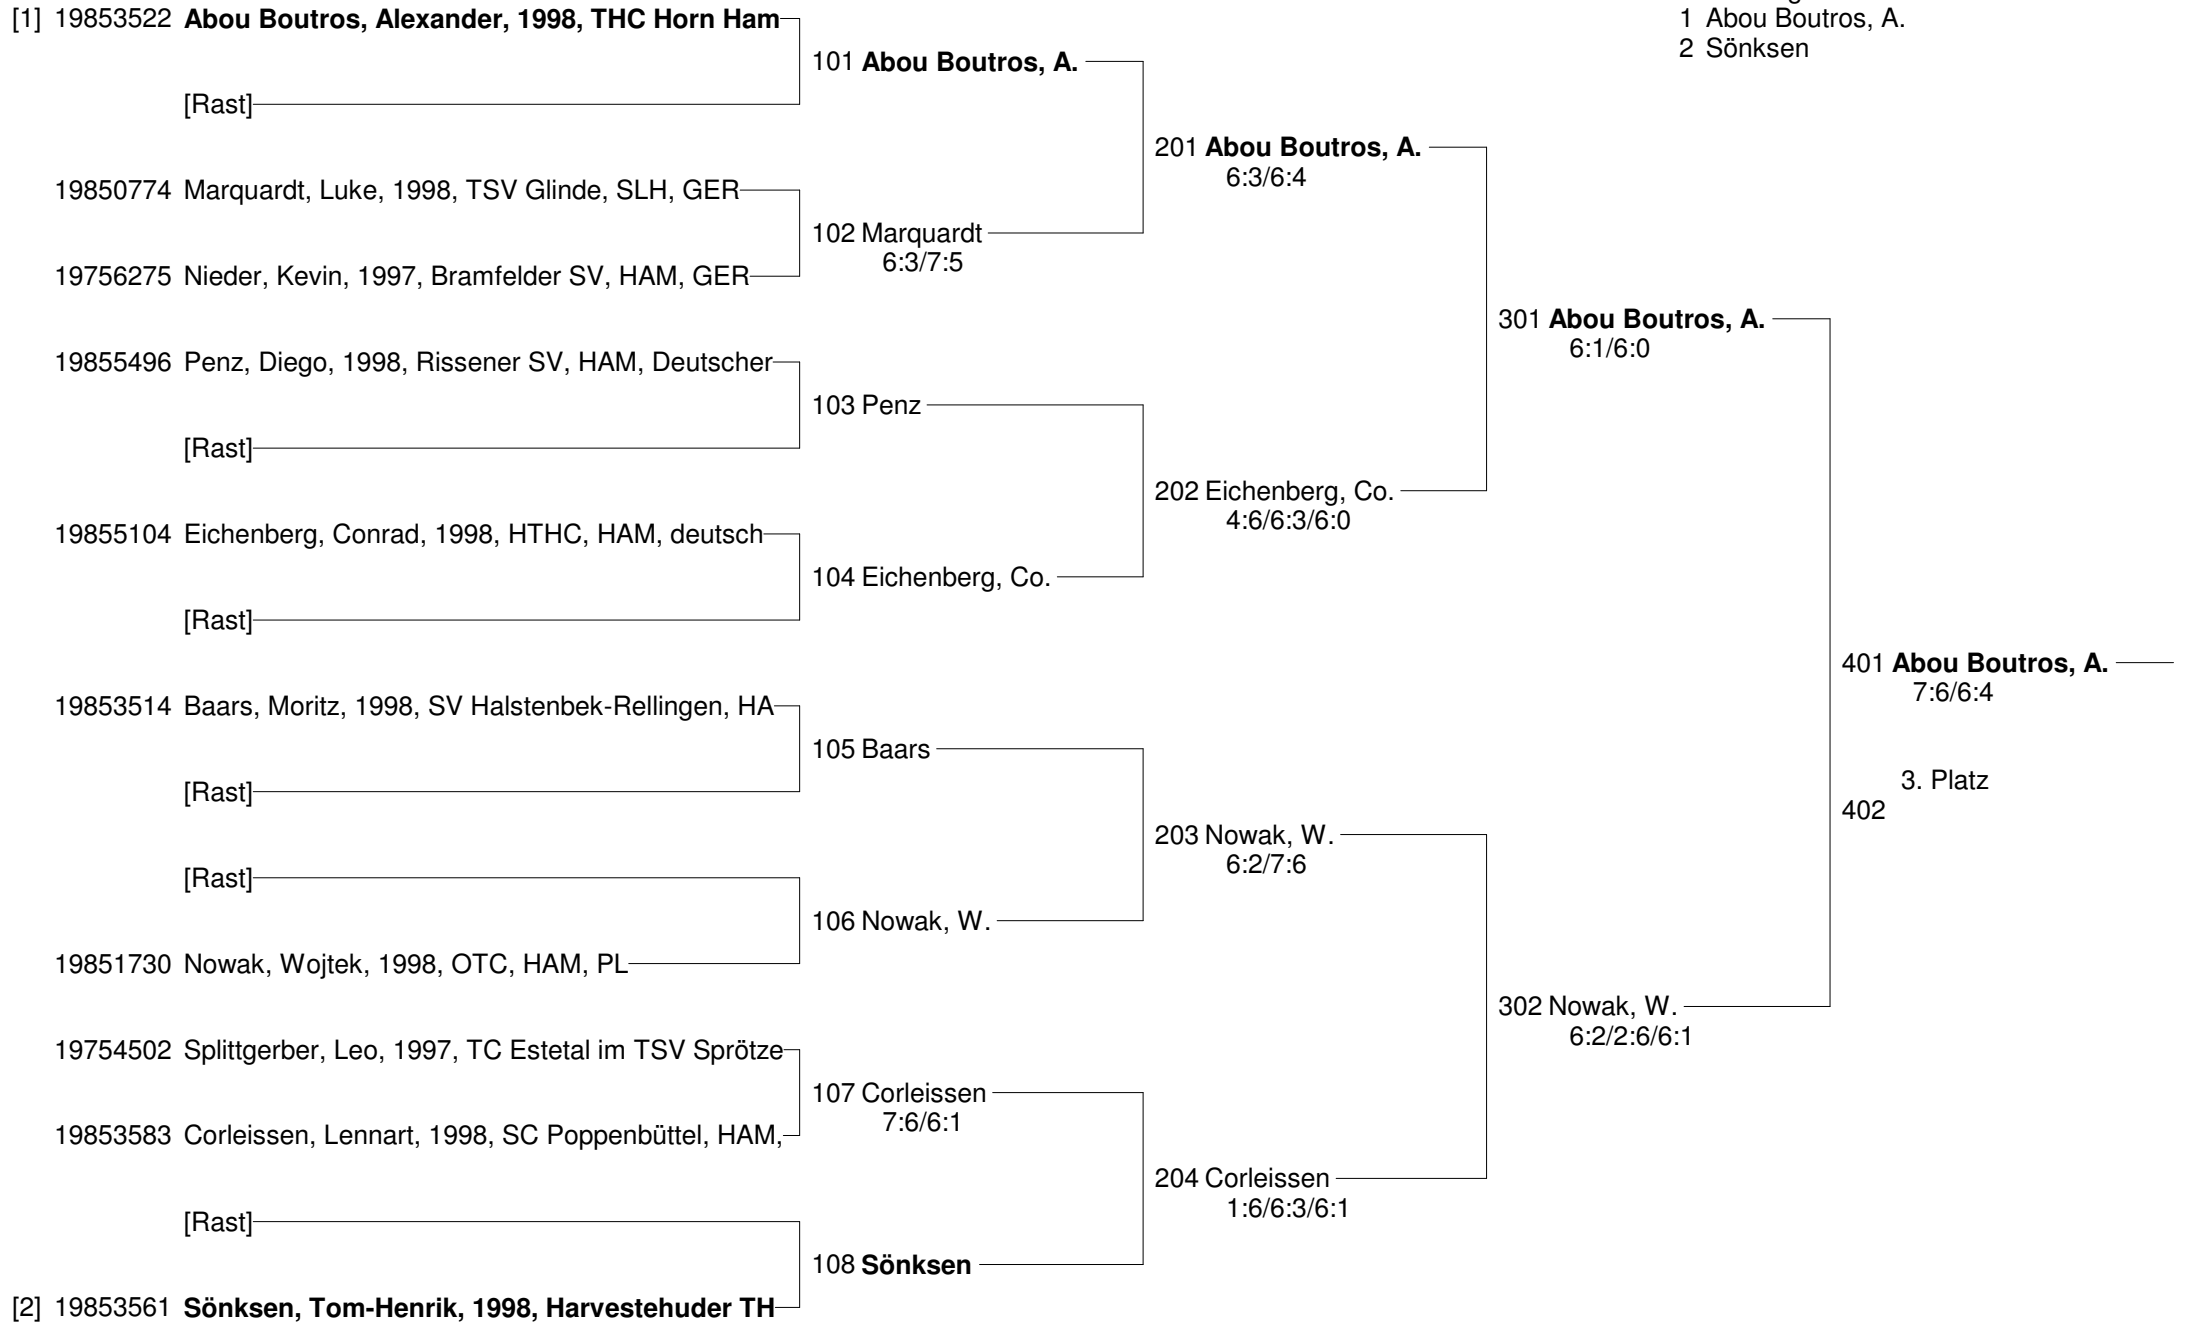 [1] 19853522 Abou Boutros, Alexander, 1998, THC Horn Ham
[Rast]
19850774 Marquardt, Luke, 1998, TSV Glinde, SLH, GER
19756275 Nieder, Kevin, 1997, Bramfelder SV, HAM, GER
19855496 Penz, Diego, 1998, Rissener SV, HAM, Deutscher
[Rast]
19855104 Eichenberg, Conrad, 1998, HTHC, HAM, deutsch
[Rast]
19853514 Baars, Moritz, 1998, SV Halstenbek-Rellingen, HA
[Rast]
[Rast]
19851730 Nowak, Wojtek, 1998, OTC, HAM, PL
19754502 Splittgerber, Leo, 1997, TC Estetal im TSV Sprötze
19853583 Corleissen, Lennart, 1998, SC Poppenbüttel, HAM,
[Rast]
[2] 19853561 Sönksen, Tom-Henrik, 1998, Harvestehuder TH
101 Abou Boutros, A.
102 Marquardt
6:3/7:5
103 Penz
104 Eichenberg, Co.
105 Baars
106 Nowak, W.
107 Corleissen
7:6/6:1
108 Sönksen
201 Abou Boutros, A.
6:3/6:4
202 Eichenberg, Co.
4:6/6:3/6:0
203 Nowak, W.
6:2/7:6
204 Corleissen
1:6/6:3/6:1
301 Abou Boutros, A.
6:1/6:0
302 Nowak, W.
6:2/2:6/6:1
1 Abou Boutros, A.
2 Sönksen
401 Abou Boutros, A.
7:6/6:4
3. Platz
402